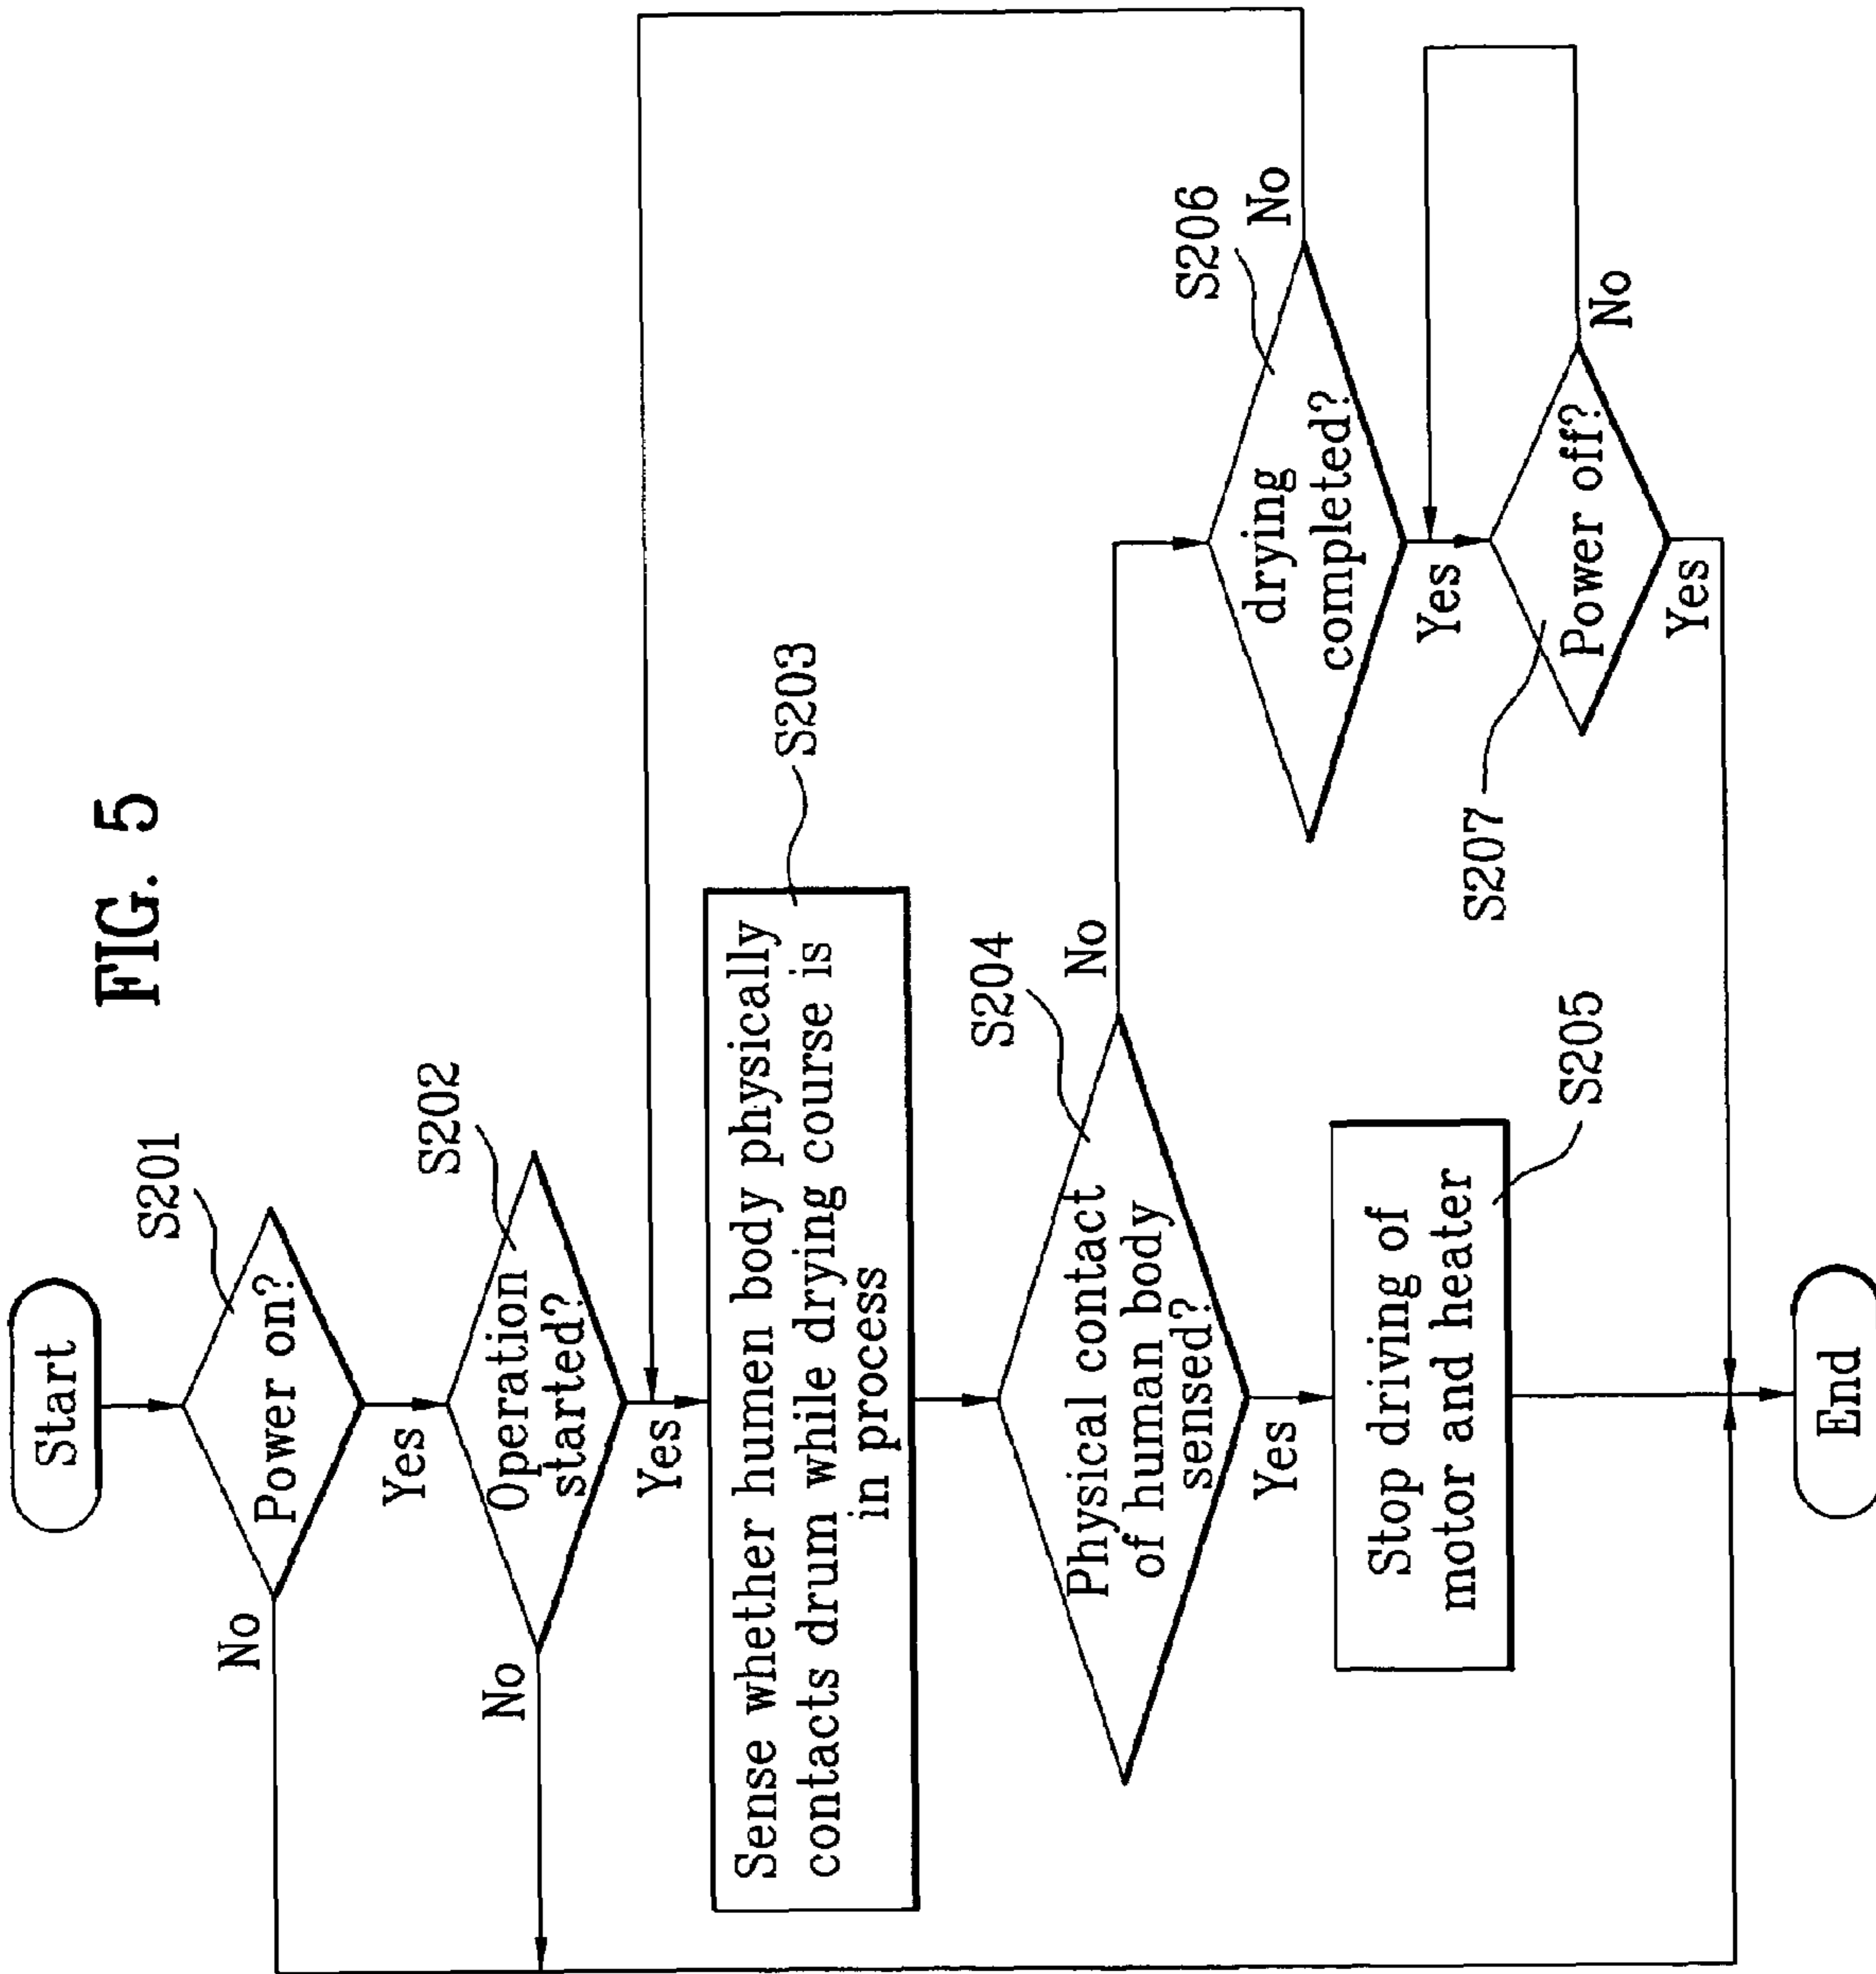 FIG. 5
Start
S201
Power on?
No
Yes
S202
Operation
started?
No
Yes
S203
Sense whether humen body physically
contacts drum while drying course is
in process
S204
Physical contact
of human body
sensed?
No
Yes
S205
Stop driving of
motor and heater
S206
drying
completed?
No
Yes
S207
Power off?
No
Yes
End